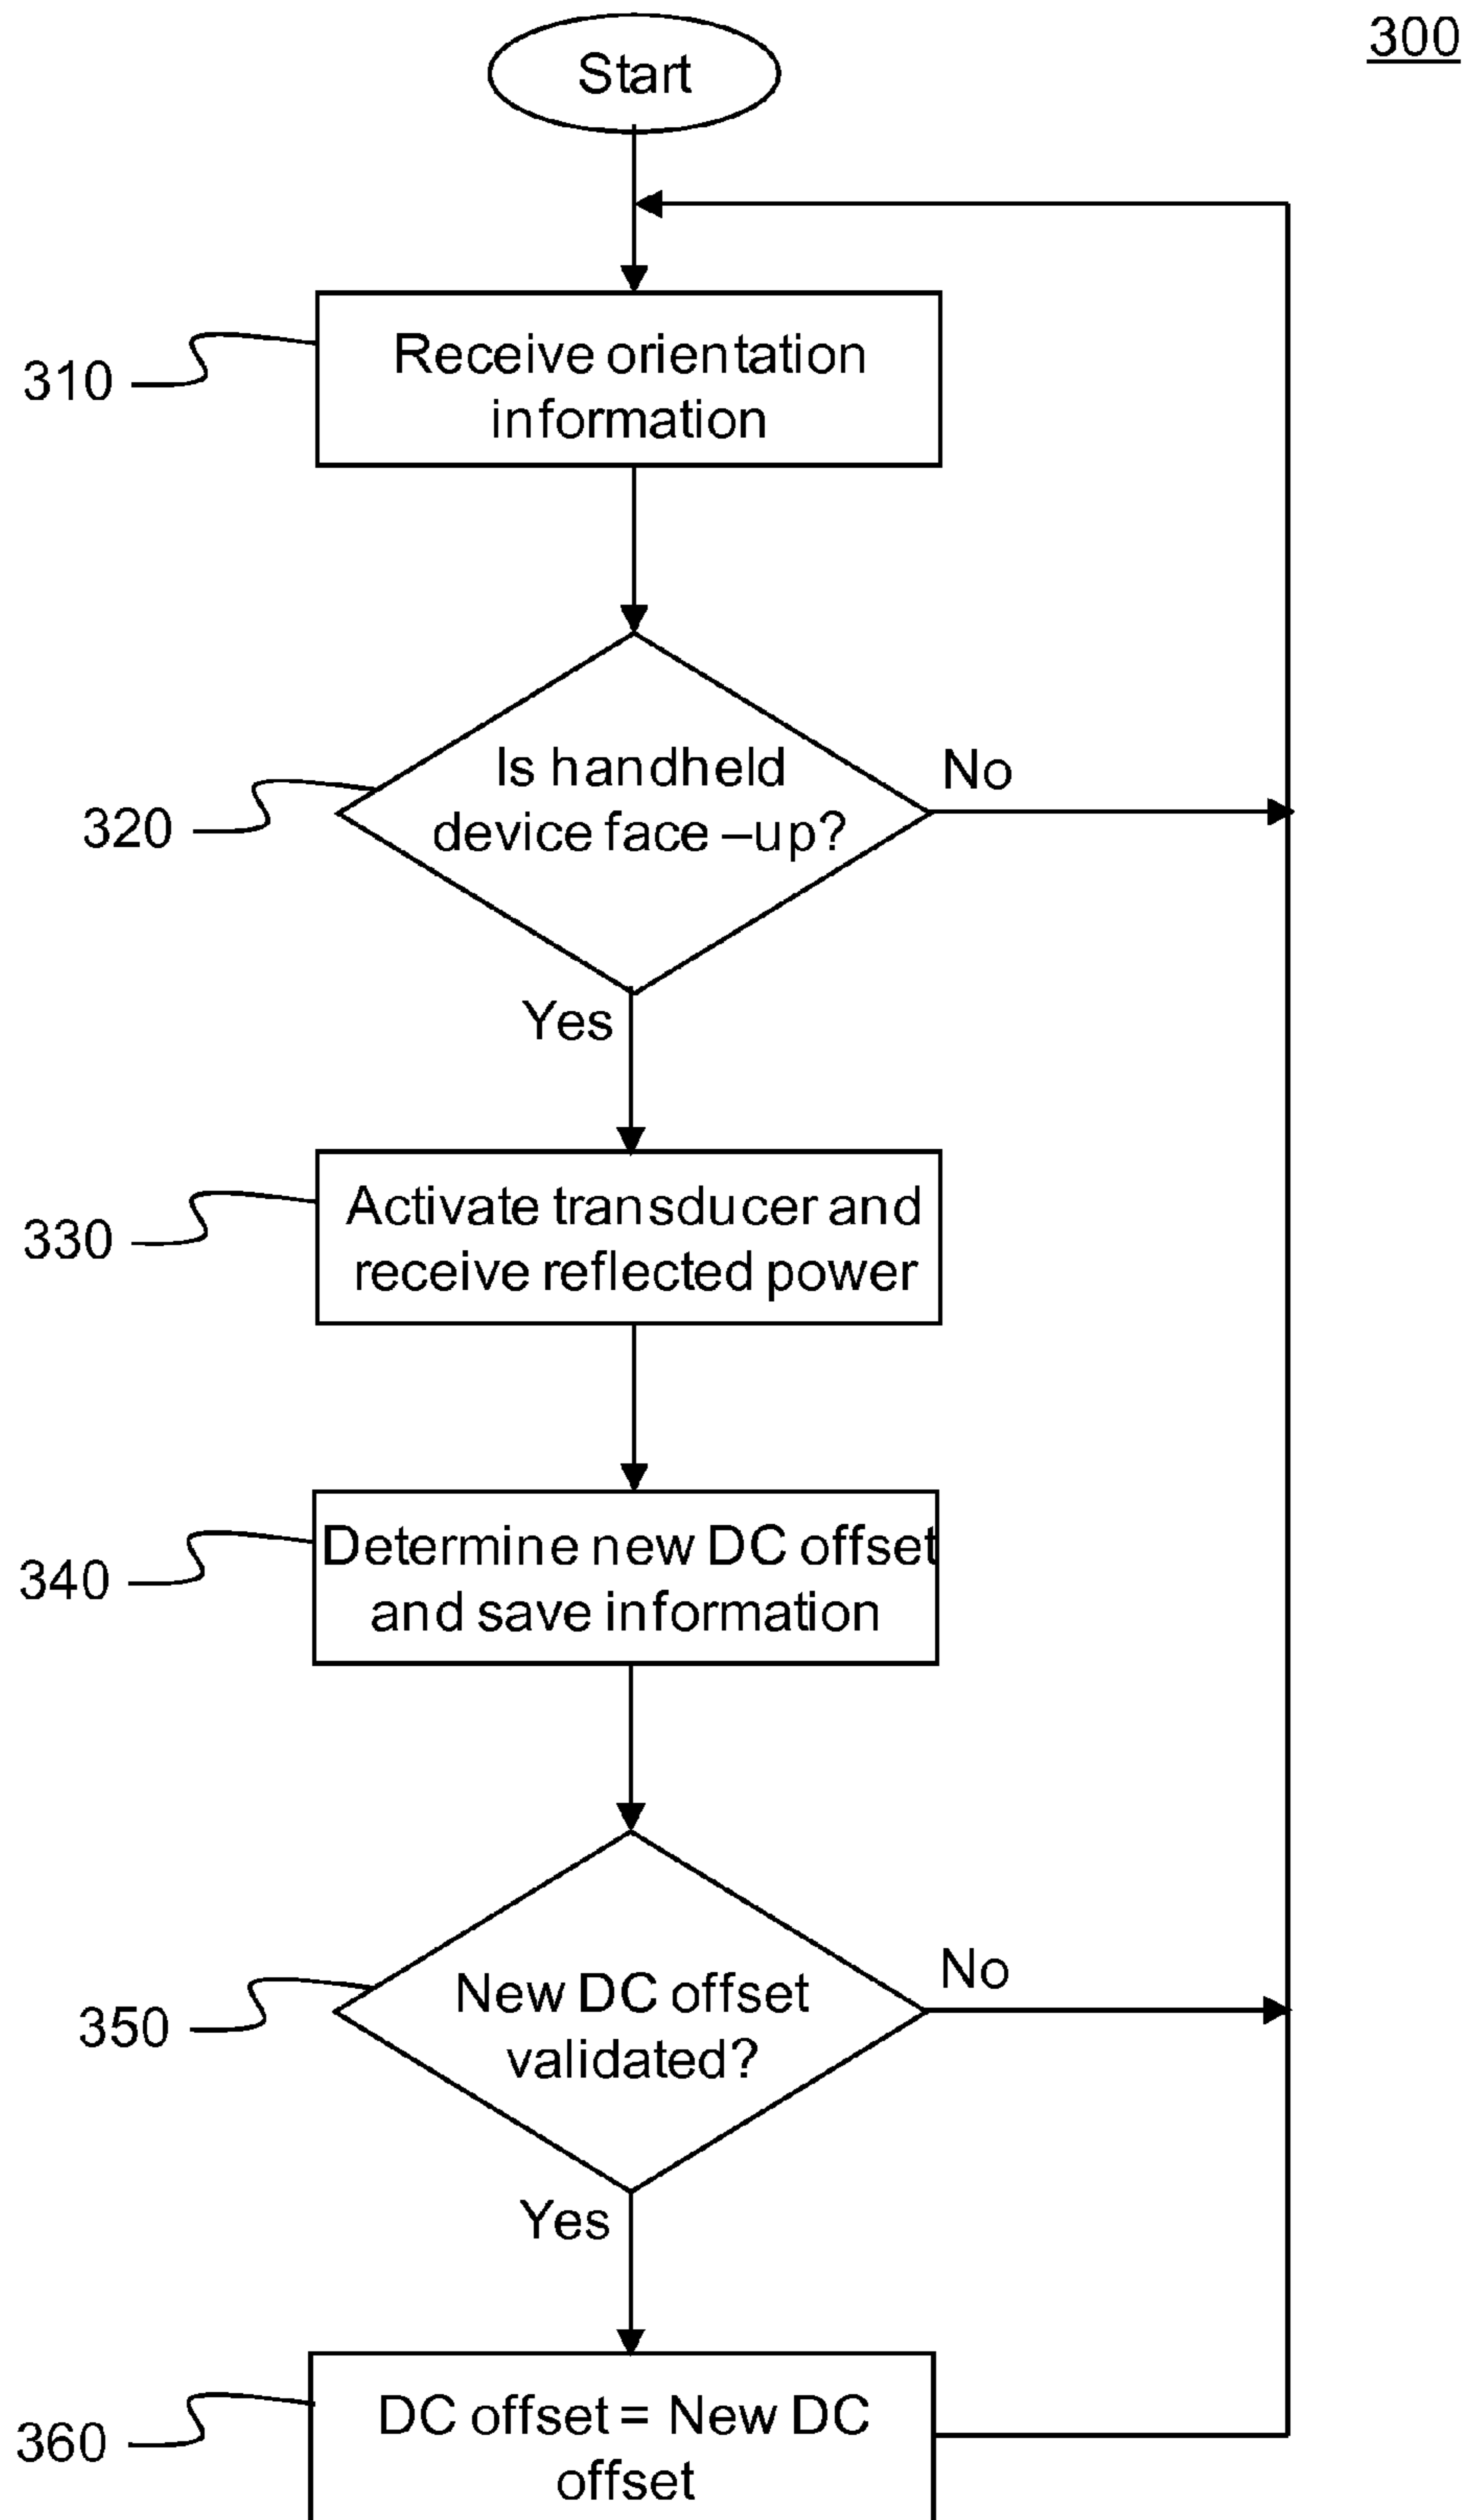 300
Start
310
Receive orientation
information
320
Is handheld
device face –up?
No
Yes
330
Activate transducer and
receive reflected power
340
Determine new DC offset
and save information
350
New DC offset
validated?
No
Yes
360
DC offset = New DC
offset